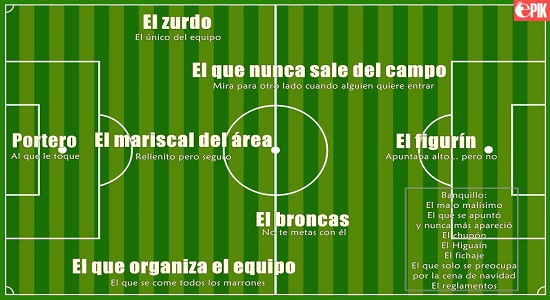 épik
El zurdo
El único del equipo
El que nunca sale del campo
Mira para otro lado cuando alguien quiere entrar
Portero
Al que le toque
El mariscal del área
Rellenito pero seguro
El figurín
Apuntaba alto... pero no
El broncas
No te metas con él
El que organiza el equipo
El que se come todos los marrones
Banquillo:
El majo malísimo
El que se apuntó
y nunca más apareció
El chupón
El Higuaín
El fichaje
El que solo se preocupa
por la cena de navidad
El reglamentos